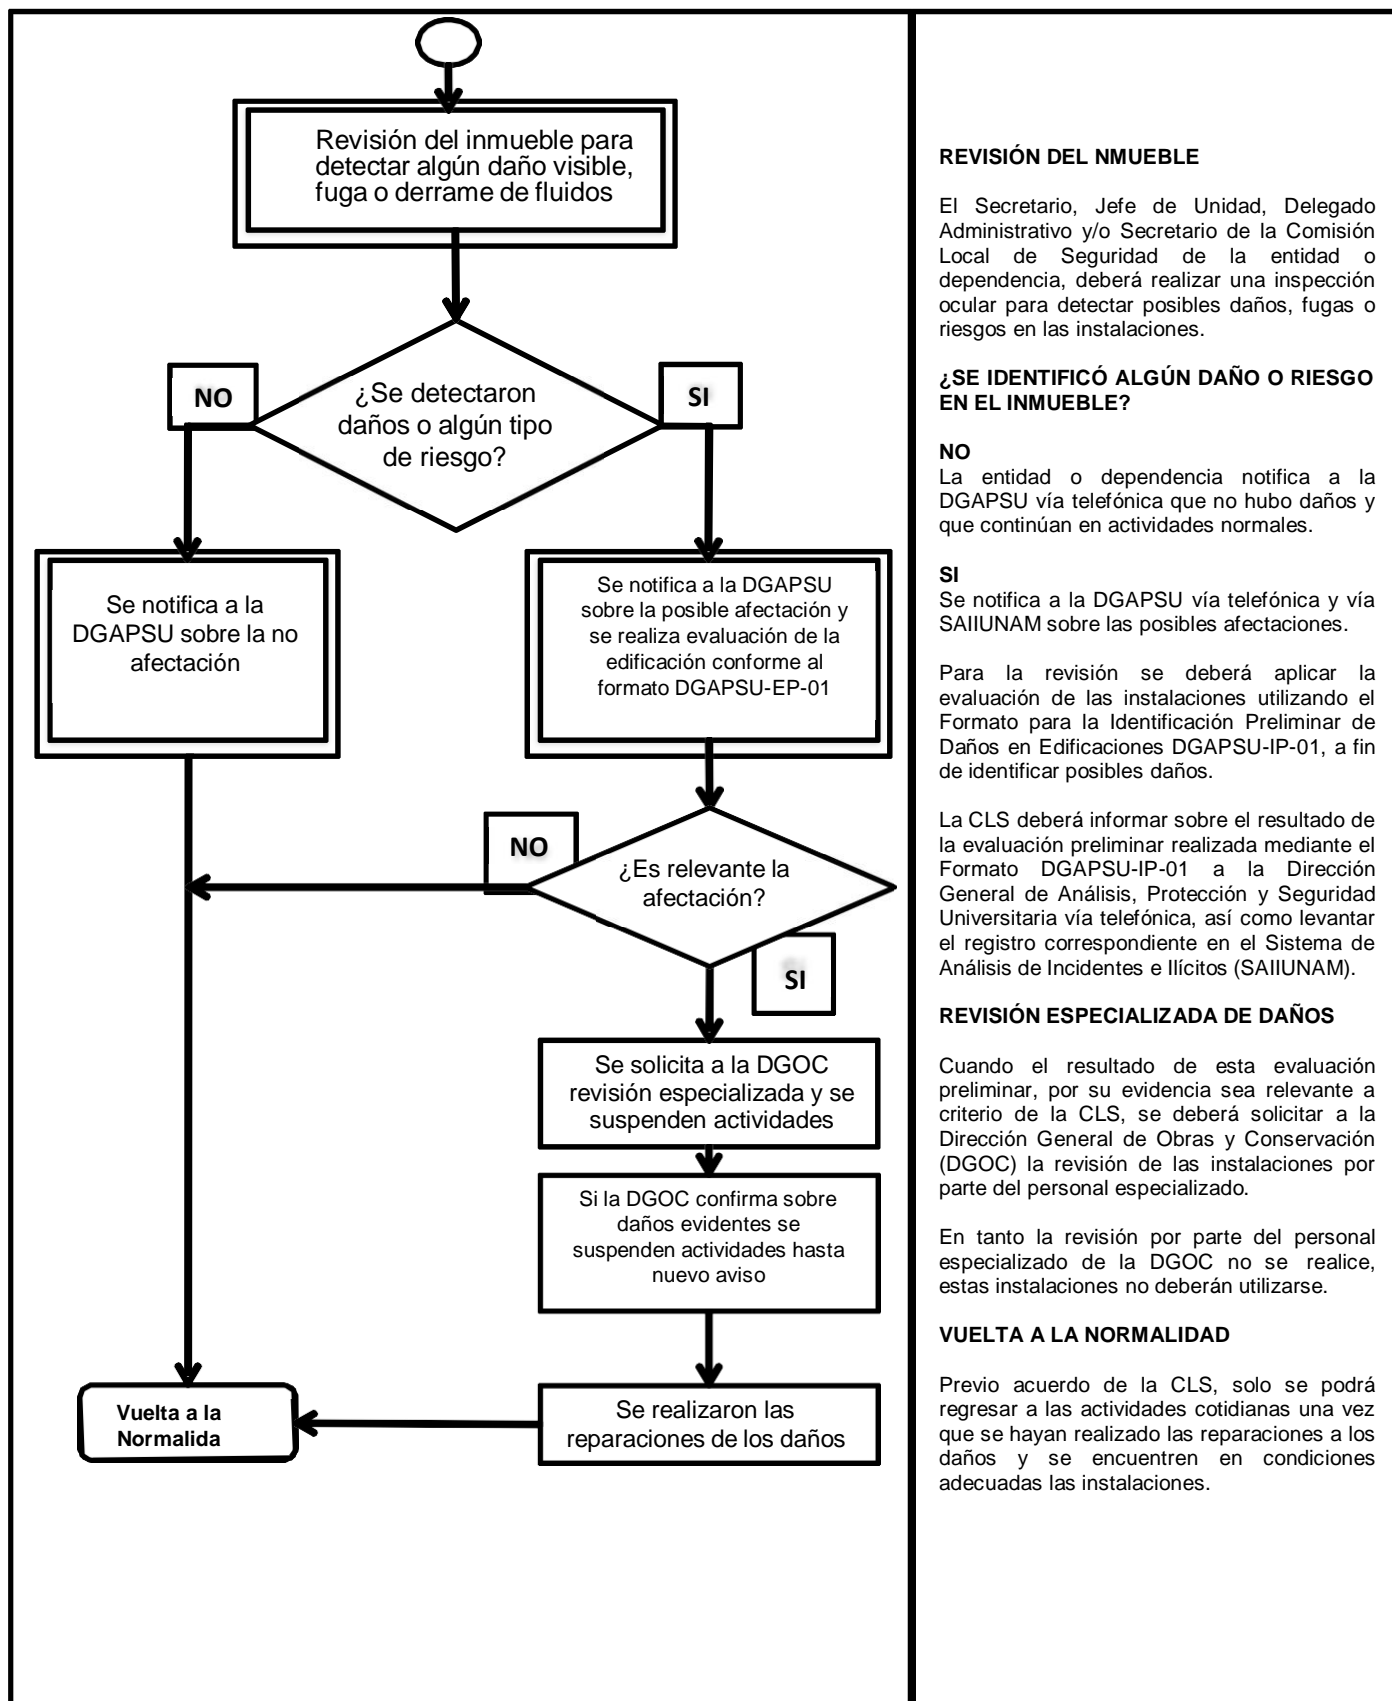 Revisión del inmueble para
detectar algún daño visible,
fuga o derrame de fluidos
NO
SI
¿Se detectaron
daños o algún tipo
de riesgo?
Se notifica a la
DGAPSU sobre la no
afectación
Se notifica a la DGAPSU
sobre la posible afectación y
se realiza evaluación de la
edificación conforme al
formato DGAPSU-EP-01
NO
¿Es relevante la
afectación?
SI
Se solicita a la DGOC
revisión especializada y se
suspenden actividades
Si la DGOC confirma sobre
daños evidentes se
suspenden actividades hasta
nuevo aviso
Se realizaron las
reparaciones de los daños
Vuelta a la
Normalida
REVISIÓN DEL NMUEBLE
El Secretario, Jefe de Unidad, Delegado
Administrativo y/o Secretario de la Comisión
Local de Seguridad de la entidad o
dependencia, deberá realizar una inspección
ocular para detectar posibles daños, fugas o
riesgos en las instalaciones.
¿SE IDENTIFICÓ ALGÚN DAÑO O RIESGO
EN EL INMUEBLE?
NO
La entidad o dependencia notifica a la
DGAPSU vía telefónica que no hubo daños y
que continúan en actividades normales.
SI
Se notifica a la DGAPSU vía telefónica y vía
SAIIUNAM sobre las posibles afectaciones.
Para la revisión se deberá aplicar la
evaluación de las instalaciones utilizando el
Formato para la Identificación Preliminar de
Daños en Edificaciones DGAPSU-IP-01, a fin
de identificar posibles daños.
La CLS deberá informar sobre el resultado de
la evaluación preliminar realizada mediante el
Formato DGAPSU-IP-01 a la Dirección
General de Análisis, Protección y Seguridad
Universitaria vía telefónica, así como levantar
el registro correspondiente en el Sistema de
Análisis de Incidentes e Ilícitos (SAIIUNAM).
REVISIÓN ESPECIALIZADA DE DAÑOS
Cuando el resultado de esta evaluación
preliminar, por su evidencia sea relevante a
criterio de la CLS, se deberá solicitar a la
Dirección General de Obras y Conservación
(DGOC) la revisión de las instalaciones por
parte del personal especializado.
En tanto la revisión por parte del personal
especializado de la DGOC no se realice,
estas instalaciones no deberán utilizarse.
VUELTA A LA NORMALIDAD
Previo acuerdo de la CLS, solo se podrá
regresar a las actividades cotidianas una vez
que se hayan realizado las reparaciones a los
daños y se encuentren en condiciones
adecuadas las instalaciones.